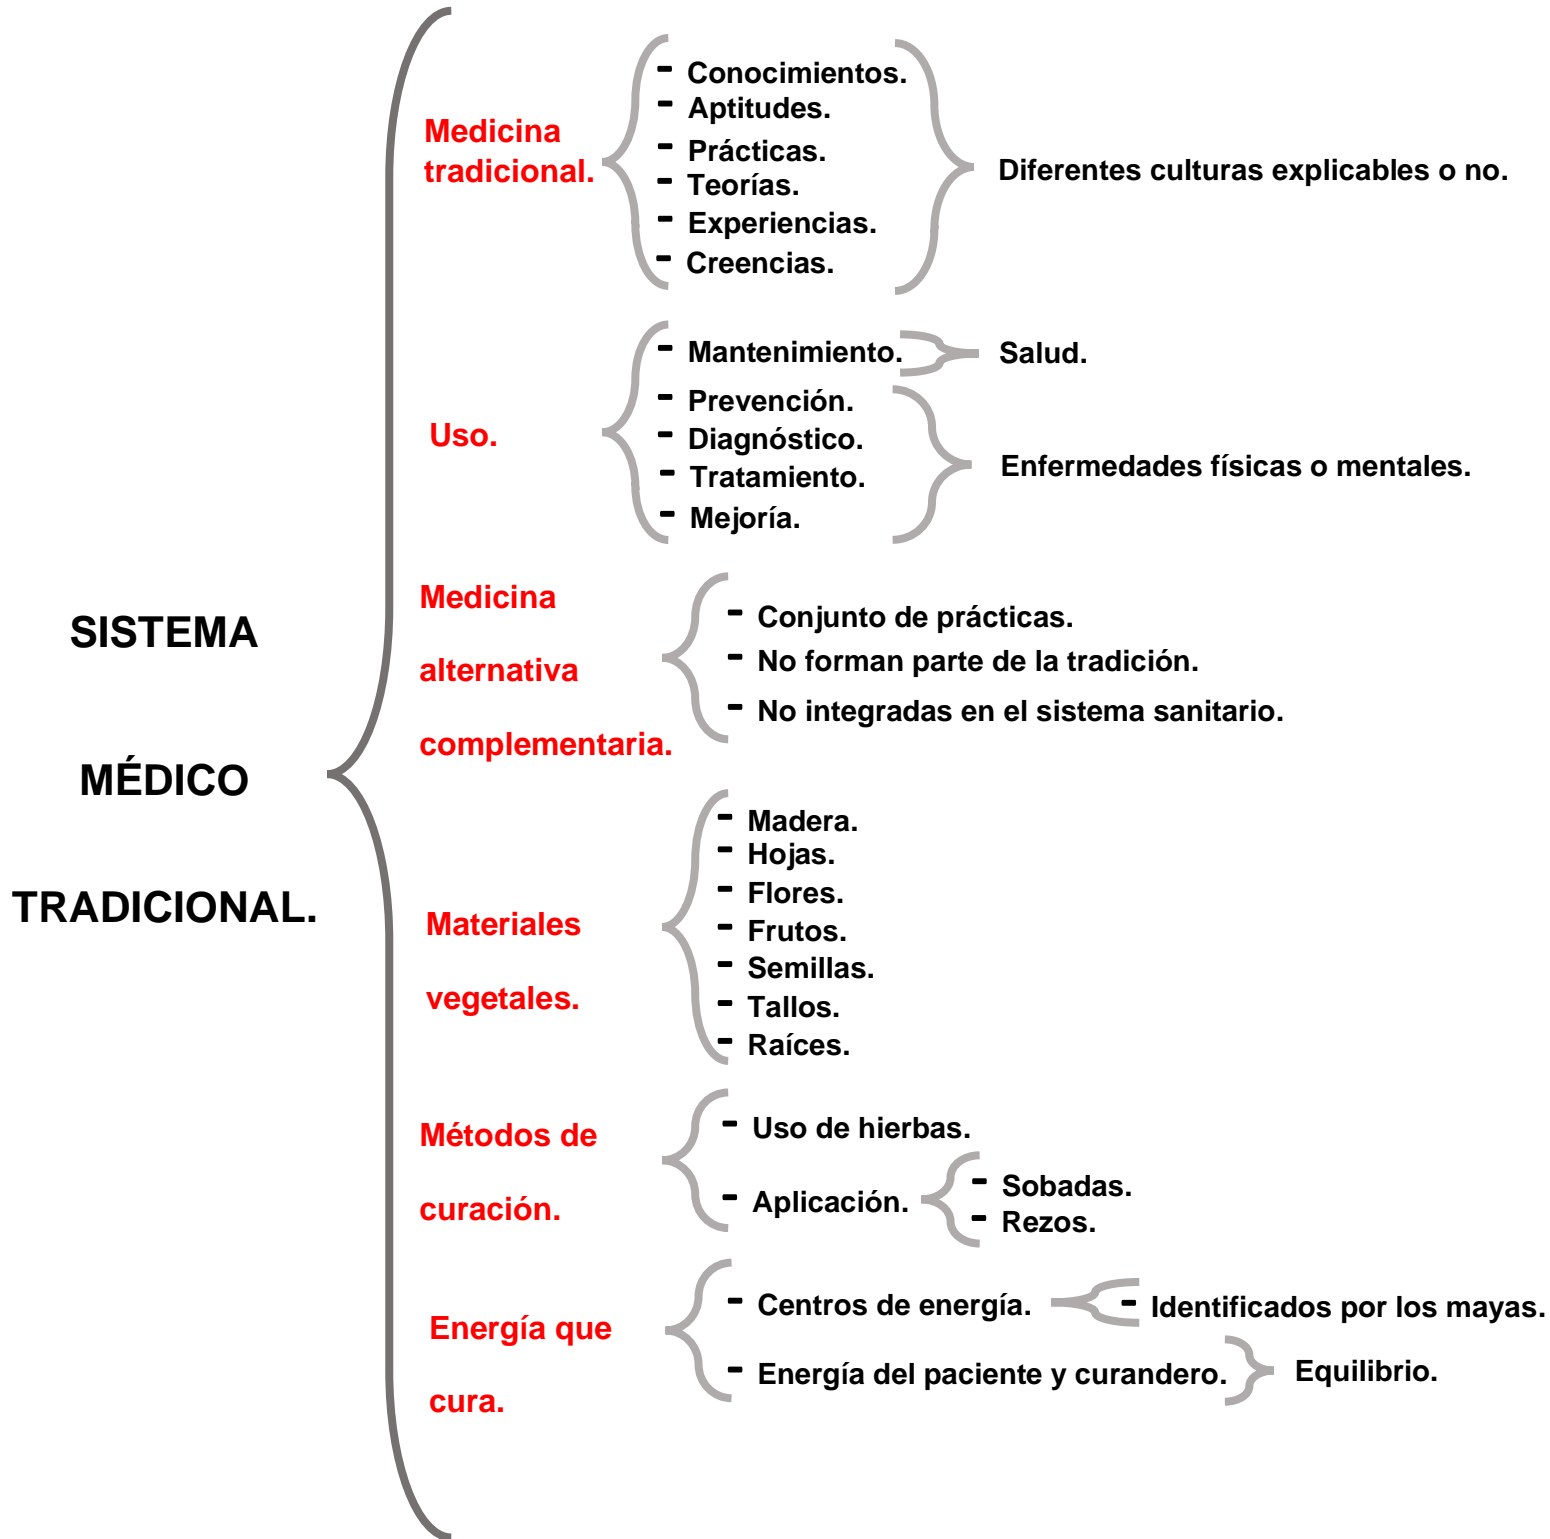 SISTEMA
MÉDICO
TRADICIONAL.
Medicina
tradicional.
- Conocimientos.
- Aptitudes.
- Prácticas.
- Teorías.
- Experiencias.
- Creencias.
Diferentes culturas explicables o no.
Uso.
- Mantenimiento.
Salud.
- Prevención.
- Diagnóstico.
- Tratamiento.
- Mejoría.
Enfermedades físicas o mentales.
Medicina
alternativa
complementaria.
- Conjunto de prácticas.
- No forman parte de la tradición.
- No integradas en el sistema sanitario.
Materiales
vegetales.
- Madera.
- Hojas.
- Flores.
- Frutos.
- Semillas.
- Tallos.
- Raíces.
Métodos de
curación.
- Uso de hierbas.
- Aplicación.
- Sobadas.
- Rezos.
Energía que
cura.
- Centros de energía.
- Identificados por los mayas.
- Energía del paciente y curandero.
Equilibrio.